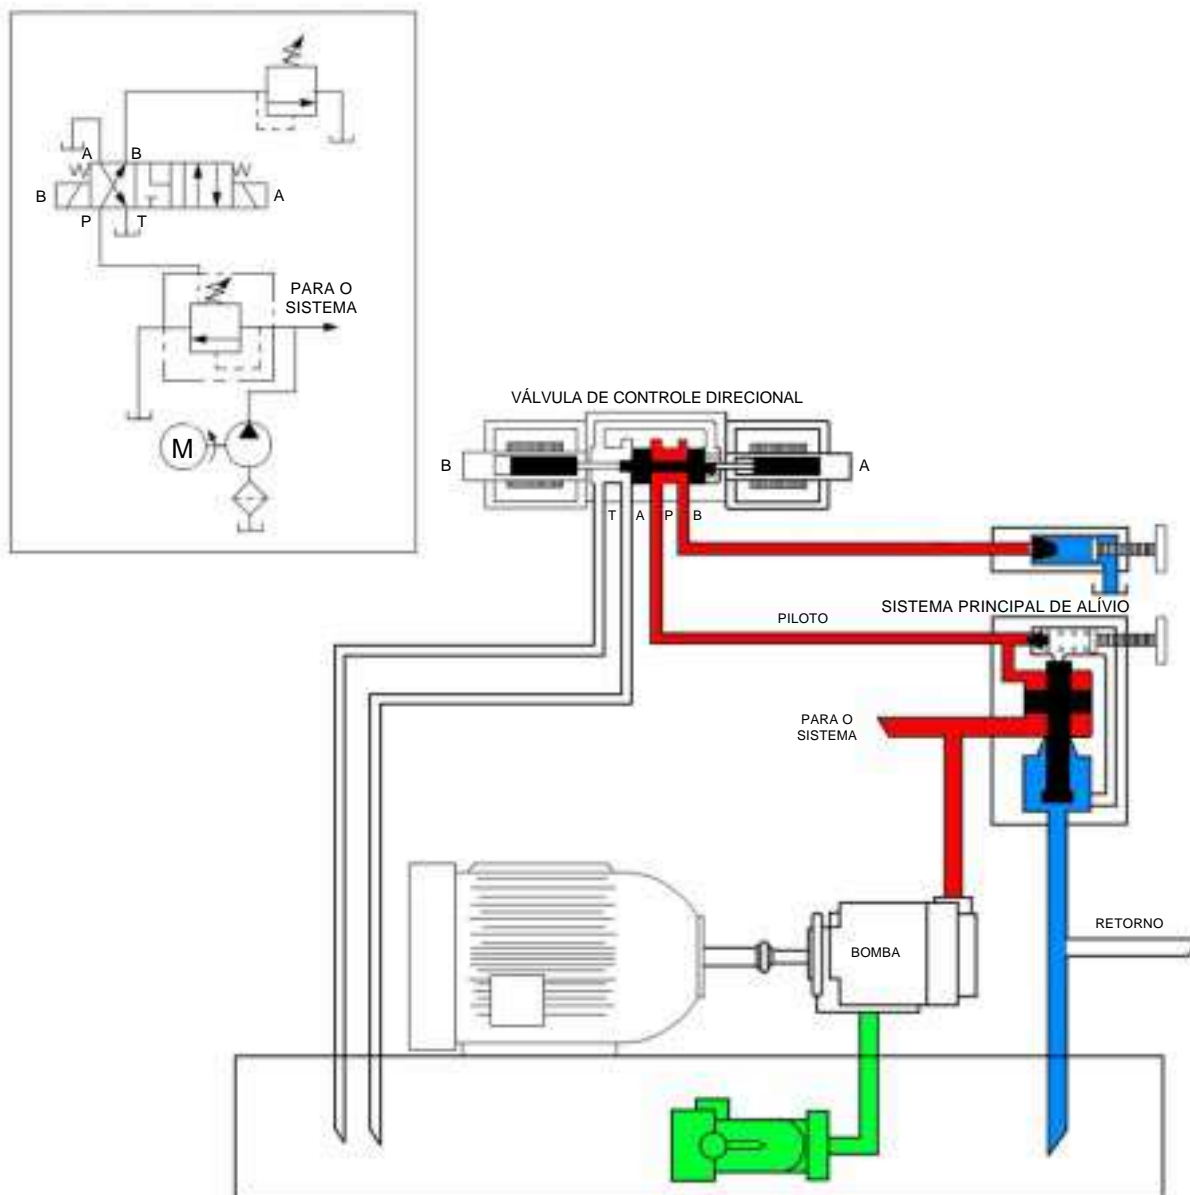 A B
B A
P T
PARA O
SISTEMA
M
VÁLVULA DE CONTROLE DIRECIONAL
B A
T A P B
SISTEMA PRINCIPAL DE ALÍVIO
PILOTO
PARA O
SISTEMA
RETORNO
BOMBA